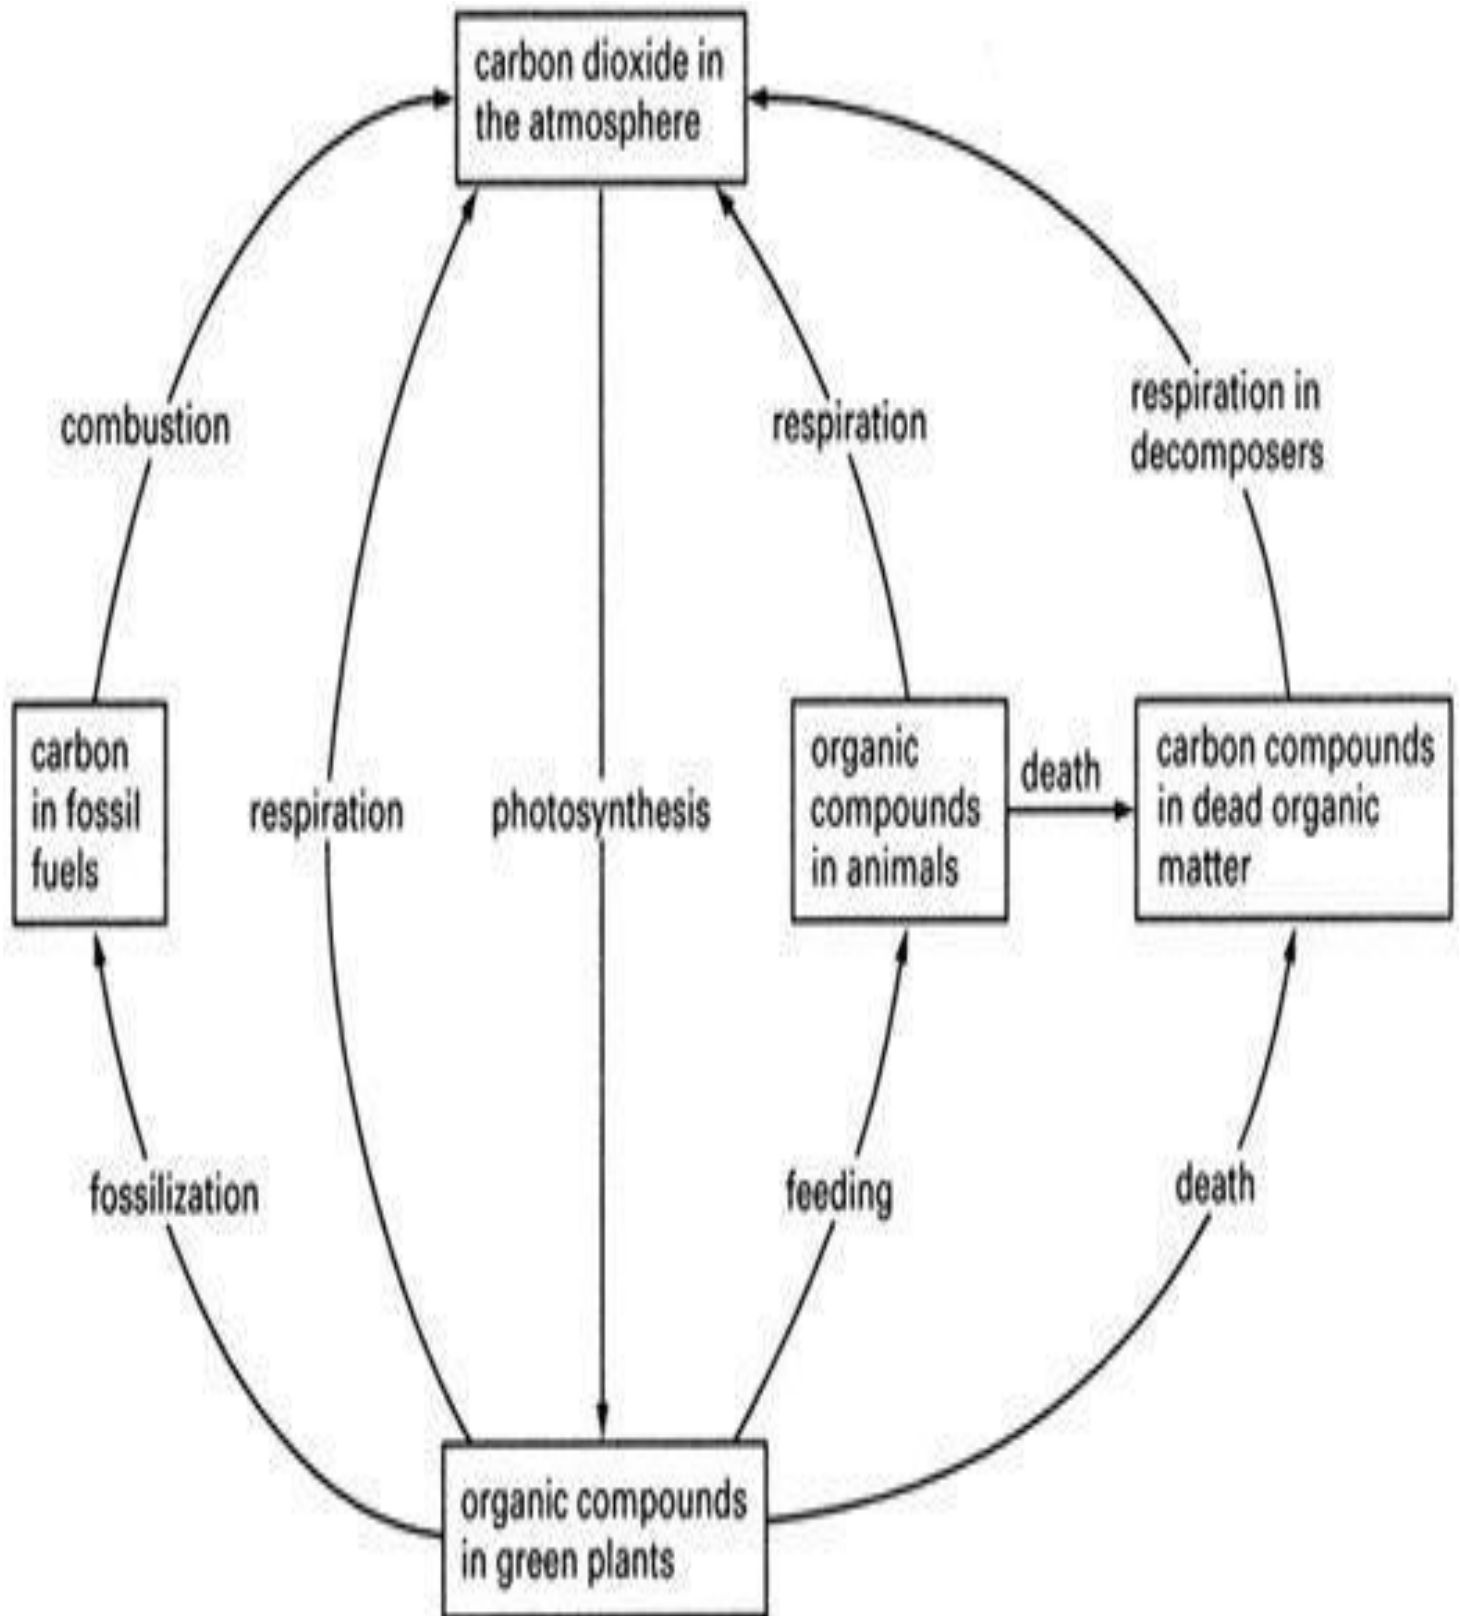 carbon dioxide in
the atmosphere
combustion
respiration
respiration in
decomposers
carbon
in fossil
fuels
respiration
photosynthesis
organic
compounds
in animals
death
carbon compounds
in dead organic
matter
fossilization
feeding
death
organic compounds
in green plants